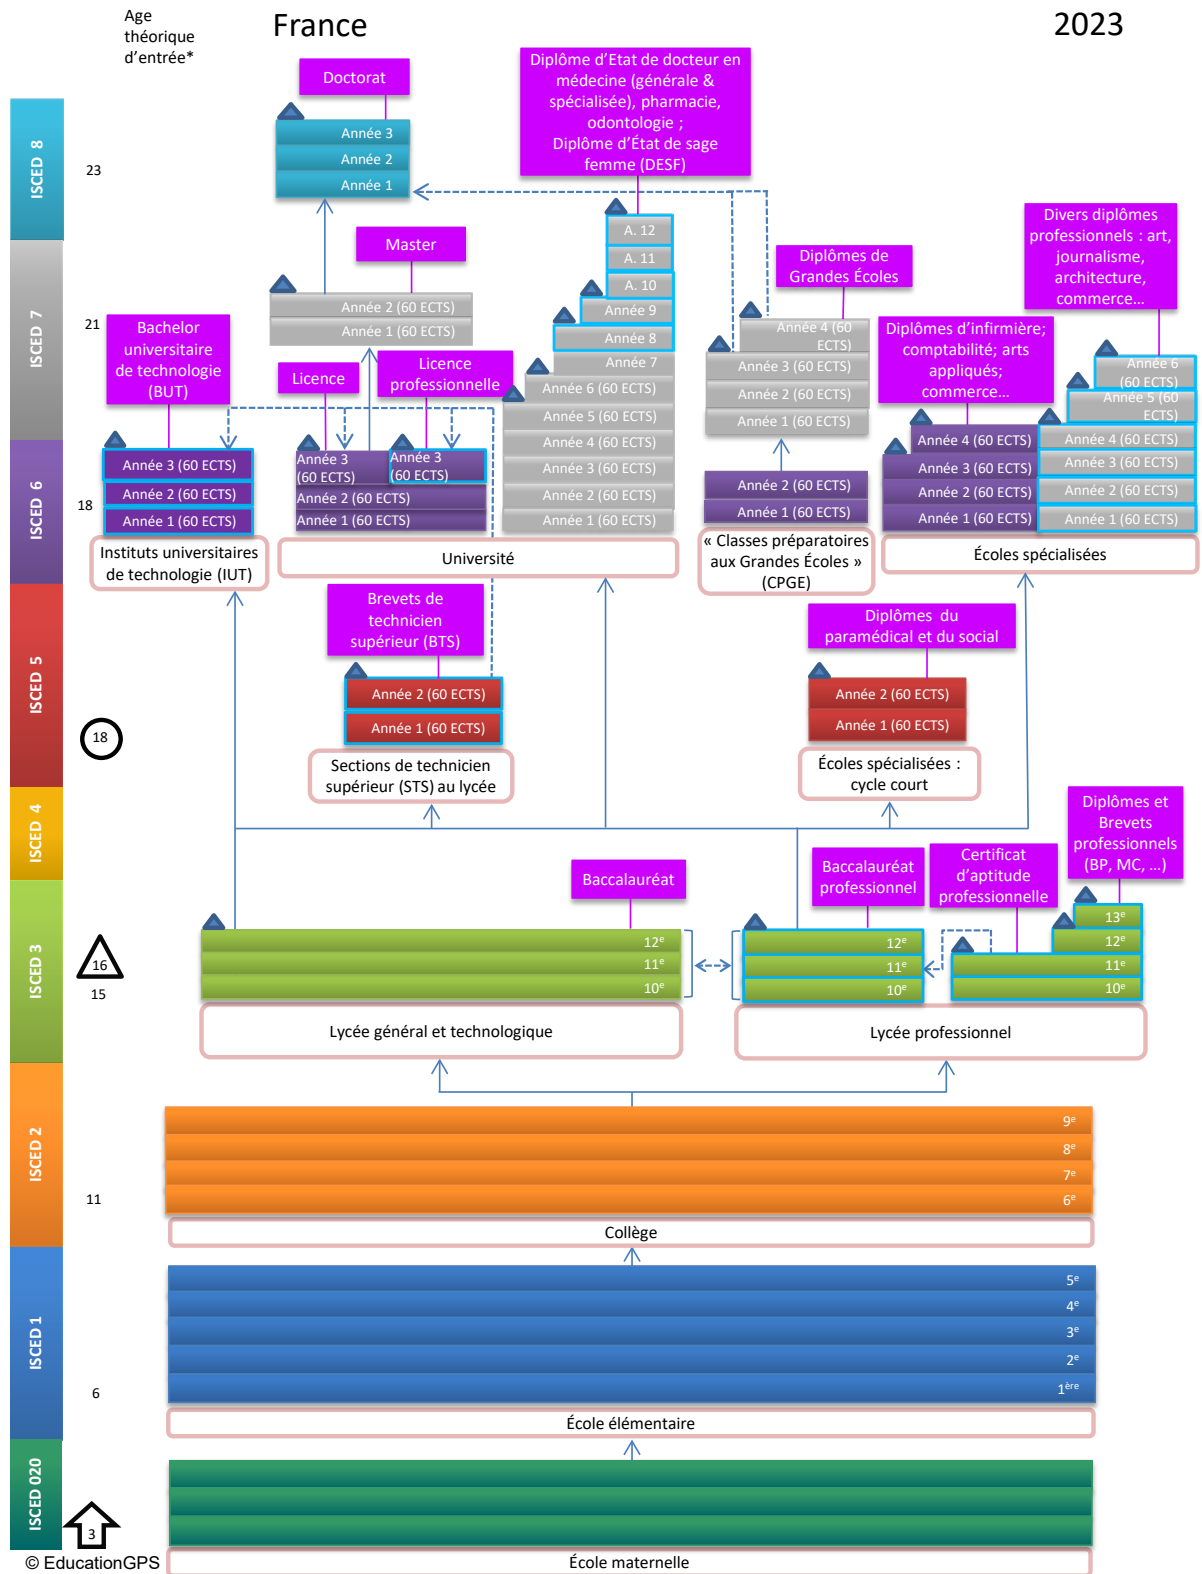 Age
théorique
d'entrée*
France
2023
ISCED 8
23
Doctorat
Année 3
Année 2
Année 1
Diplôme d'Etat de docteur en
médecine (générale &
spécialisée), pharmacie,
odontologie ;
Diplôme d'État de sage
femme (DESF)
A. 12
A. 11
A. 10
Année 9
Année 8
Année 7
Année 6 (60 ECTS)
Année 5 (60 ECTS)
Année 4 (60 ECTS)
Année 3 (60 ECTS)
Année 2 (60 ECTS)
Année 1 (60 ECTS)
ISCED 7
21
Master
Année 2 (60 ECTS)
Année 1 (60 ECTS)
Diplômes de
Grandes Écoles
Année 4 (60
ECTS)
Année 3 (60 ECTS)
Année 2 (60 ECTS)
Année 1 (60 ECTS)
Divers diplômes
professionnels : art,
journalisme,
architecture,
commerce...
Année 6
(60 ECTS)
Année 5 (60
ECTS)
Année 4 (60 ECTS)
Année 3 (60 ECTS)
Année 2 (60 ECTS)
Année 1 (60 ECTS)
Diplômes d'infirmière;
comptabilité; arts
appliqués;
commerce...
Année 4 (60 ECTS)
Année 3 (60 ECTS)
Année 2 (60 ECTS)
Année 1 (60 ECTS)
Bachelor
universitaire
de technologie
(BUT)
Licence
Licence
professionnelle
ISCED 6
18
Année 3 (60 ECTS)
Année 2 (60 ECTS)
Année 1 (60 ECTS)
Année 3
(60 ECTS)
Année 3
(60 ECTS)
Année 2 (60 ECTS)
Année 1 (60 ECTS)
Année 2 (60 ECTS)
Année 1 (60 ECTS)
Instituts universitaires
de technologie (IUT)
Université
« Classes préparatoires
aux Grandes Écoles »
(CPGE)
Écoles spécialisées
ISCED 5
18
Brevets de
technicien
supérieur (BTS)
Année 2 (60 ECTS)
Année 1 (60 ECTS)
Sections de technicien
supérieur (STS) au lycée
Diplômes du
paramédical et du social
Année 2 (60 ECTS)
Année 1 (60 ECTS)
Écoles spécialisées :
cycle court
ISCED 4
Diplômes et
Brevets
professionnels
(BP, MC, ...)
Baccalauréat
Baccalauréat
professionnel
Certificat
d'aptitude
professionnelle
ISCED 3
16
15
12e
11e
10e
12e
11e
10e
13e
12e
11e
10e
Lycée général et technologique
Lycée professionnel
ISCED 2
11
9e
8e
7e
6e
Collège
ISCED 1
6
5e
4e
3e
2e
1ère
École élémentaire
ISCED 020
3
École maternelle
© EducationGPS